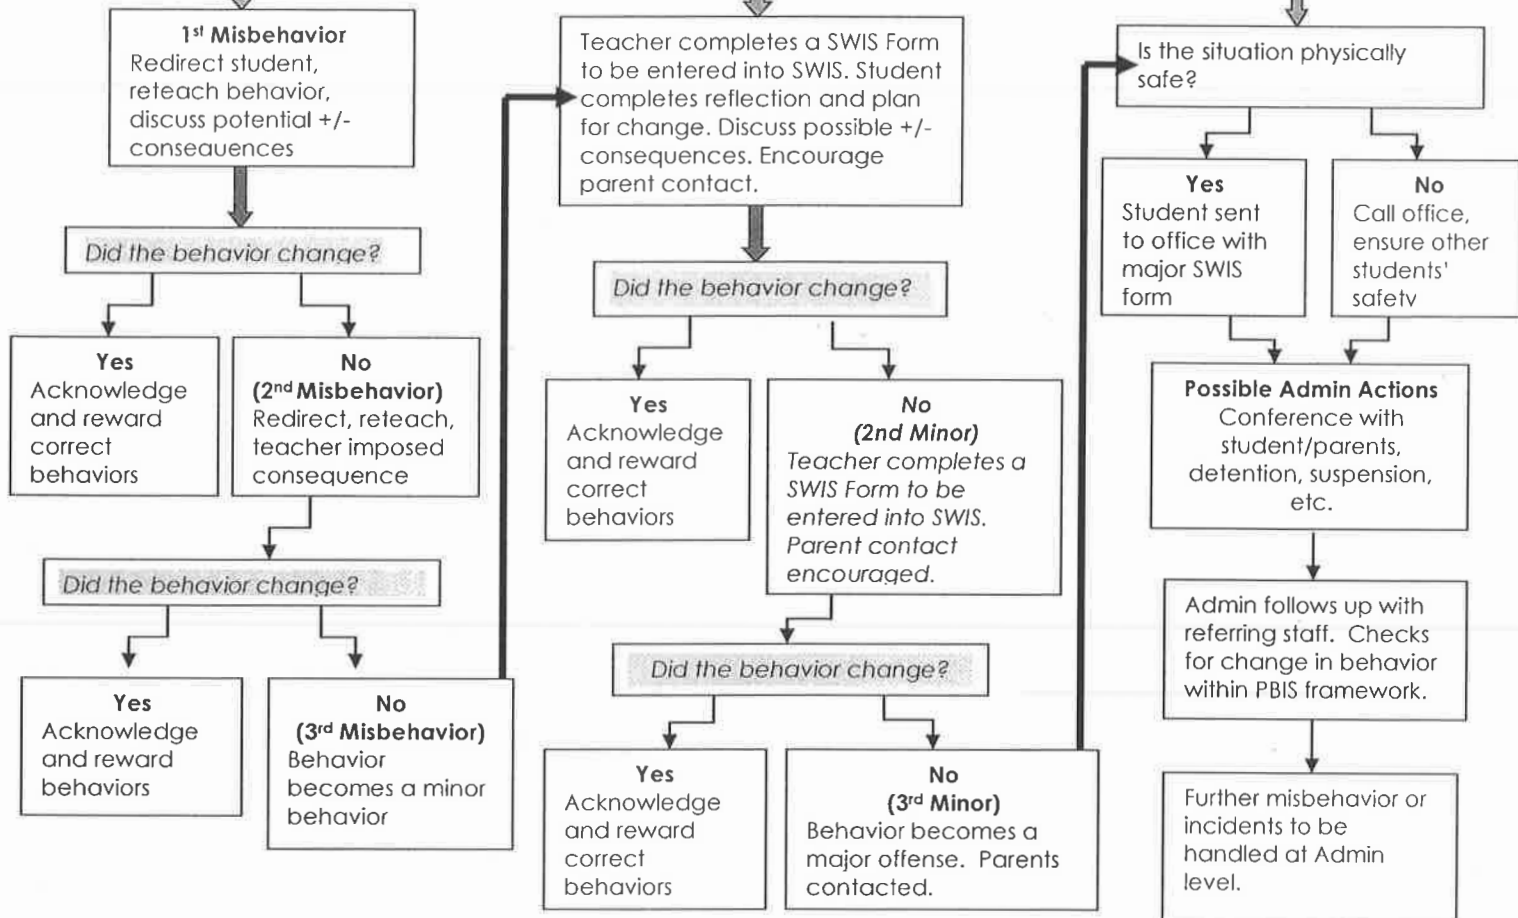 1st Misbehavior
Redirect student,
reteach behavior,
discuss potential +/-
consequences
Did the behavior change?
Yes
Acknowledge
and reward
correct
behaviors
No
(2nd Misbehavior)
Redirect, reteach,
teacher imposed
consequence
Did the behavior change?
Yes
Acknowledge
and reward
behaviors
No
(3rd Misbehavior)
Behavior
becomes a minor
behavior
Teacher completes a SWIS Form
to be entered into SWIS. Student
completes reflection and plan
for change. Discuss possible +/-
consequences. Encourage
parent contact.
Did the behavior change?
Yes
Acknowledge
and reward
correct
behaviors
No
(2nd Minor)
Teacher completes a
SWIS Form to be
entered into SWIS.
Parent contact
encouraged.
Did the behavior change?
Yes
Acknowledge
and reward
correct
behaviors
No
(3rd Minor)
Behavior becomes a
major offense. Parents
contacted.
Is the situation physically
safe?
Yes
Student sent
to office with
major SWIS
form
No
Call office,
ensure other
students'
safety
Possible Admin Actions
Conference with
student/parents,
detention, suspension,
etc.
Admin follows up with
referring staff. Checks
for change in behavior
within PBIS framework.
Further misbehavior or
incidents to be
handled at Admin
level.